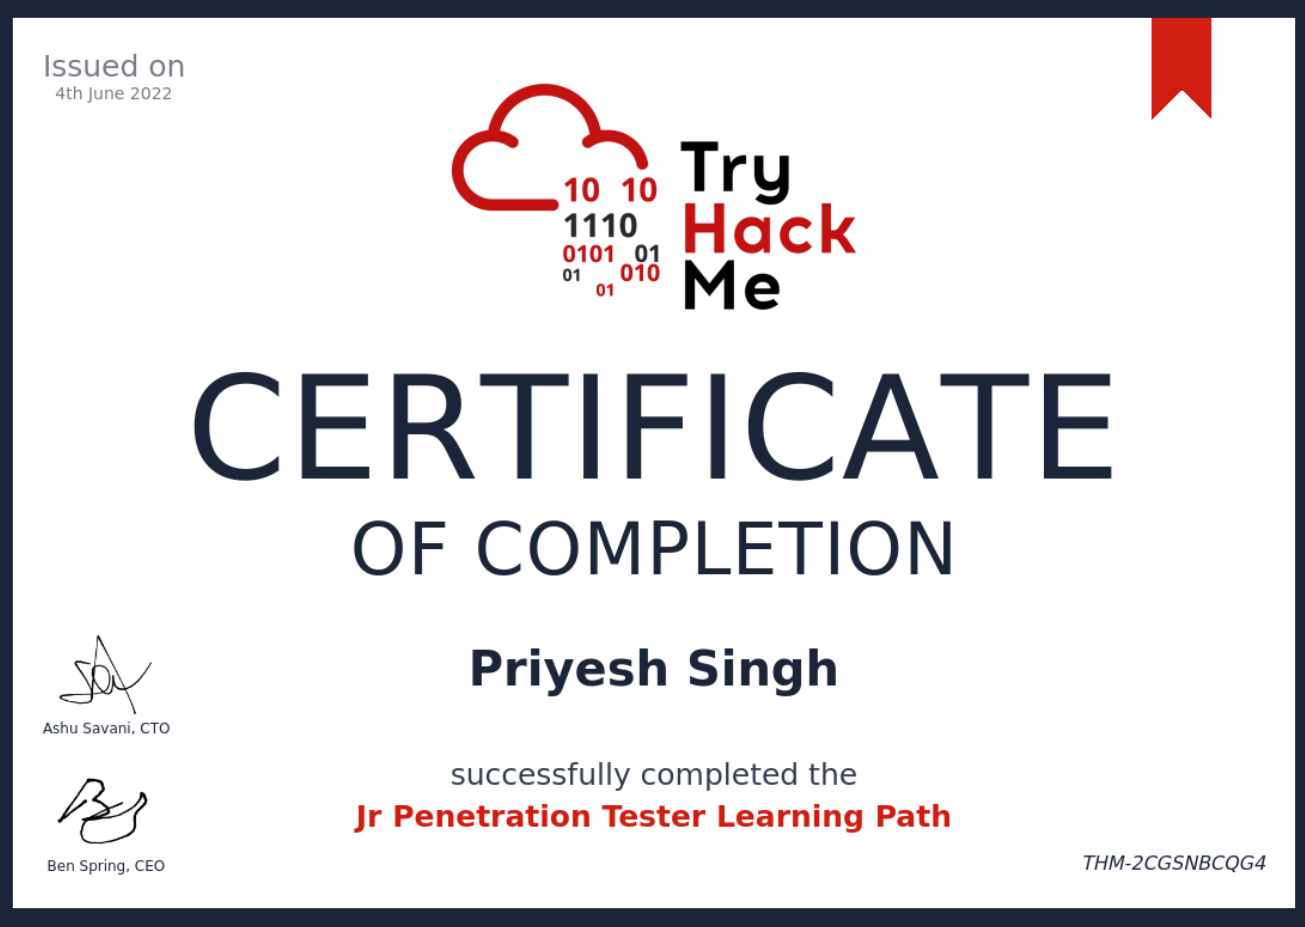 Issued on
4th June 2022
10 10
1110
0101 01
01 010
01
Try
Hack
Me
CERTIFICATE
OF COMPLETION
Priyesh Singh
Ashu Savani, CTO
successfully completed the
Jr Penetration Tester Learning Path
Ben Spring, CEO
THM-2CGSNBCQG4